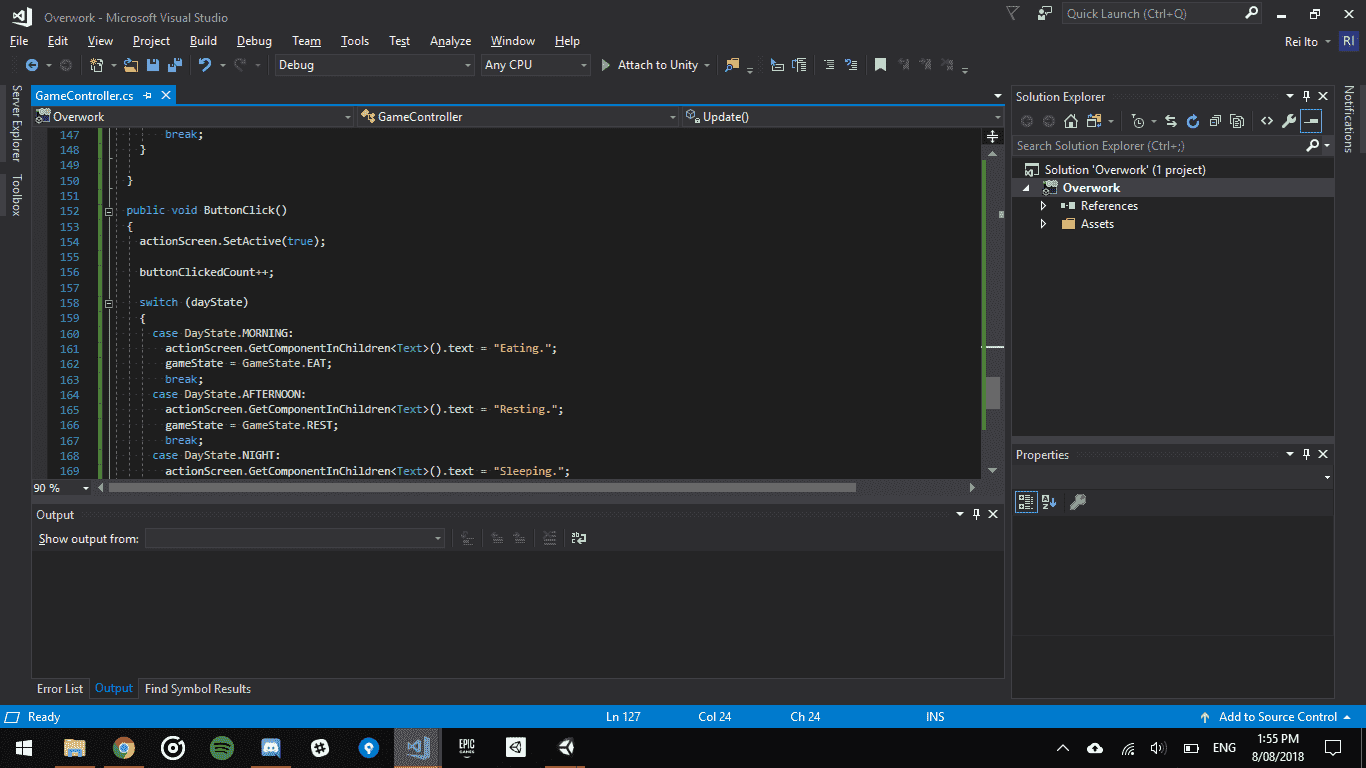 Overwork - Microsoft Visual Studio
Quick Launch (Ctrl+Q)
File Edit View Project Build Debug Team Tools Test Analyze Window Help
Rei Ito RI
Debug Any CPU Attach to Unity
Server Explorer
Toolbox
GameController.cs
Overwork GameController Update()
147 break;
148 }
149
150 }
151
152 public void ButtonClick()
153 {
154 actionScreen.SetActive(true);
155
156 buttonClickedCount++;
157
158 switch (dayState)
159 {
160 case DayState.MORNING:
161 actionScreen.GetComponentInChildren<Text>().text = "Eating.";
162 gameState = GameState.EAT;
163 break;
164 case DayState.AFTERNOON:
165 actionScreen.GetComponentInChildren<Text>().text = "Resting.";
166 gameState = GameState.REST;
167 break;
168 case DayState.NIGHT:
169 actionScreen.GetComponentInChildren<Text>().text = "Sleeping.";
90 %
Output
Show output from:
Error List Output Find Symbol Results
Solution Explorer
Search Solution Explorer (Ctrl+;)
Solution 'Overwork' (1 project)
Overwork
References
Assets
Properties
Notifications
Ready Ln 127 Col 24 Ch 24 INS Add to Source Control
EPIC
GAMES
ENG
1:55 PM
8/08/2018